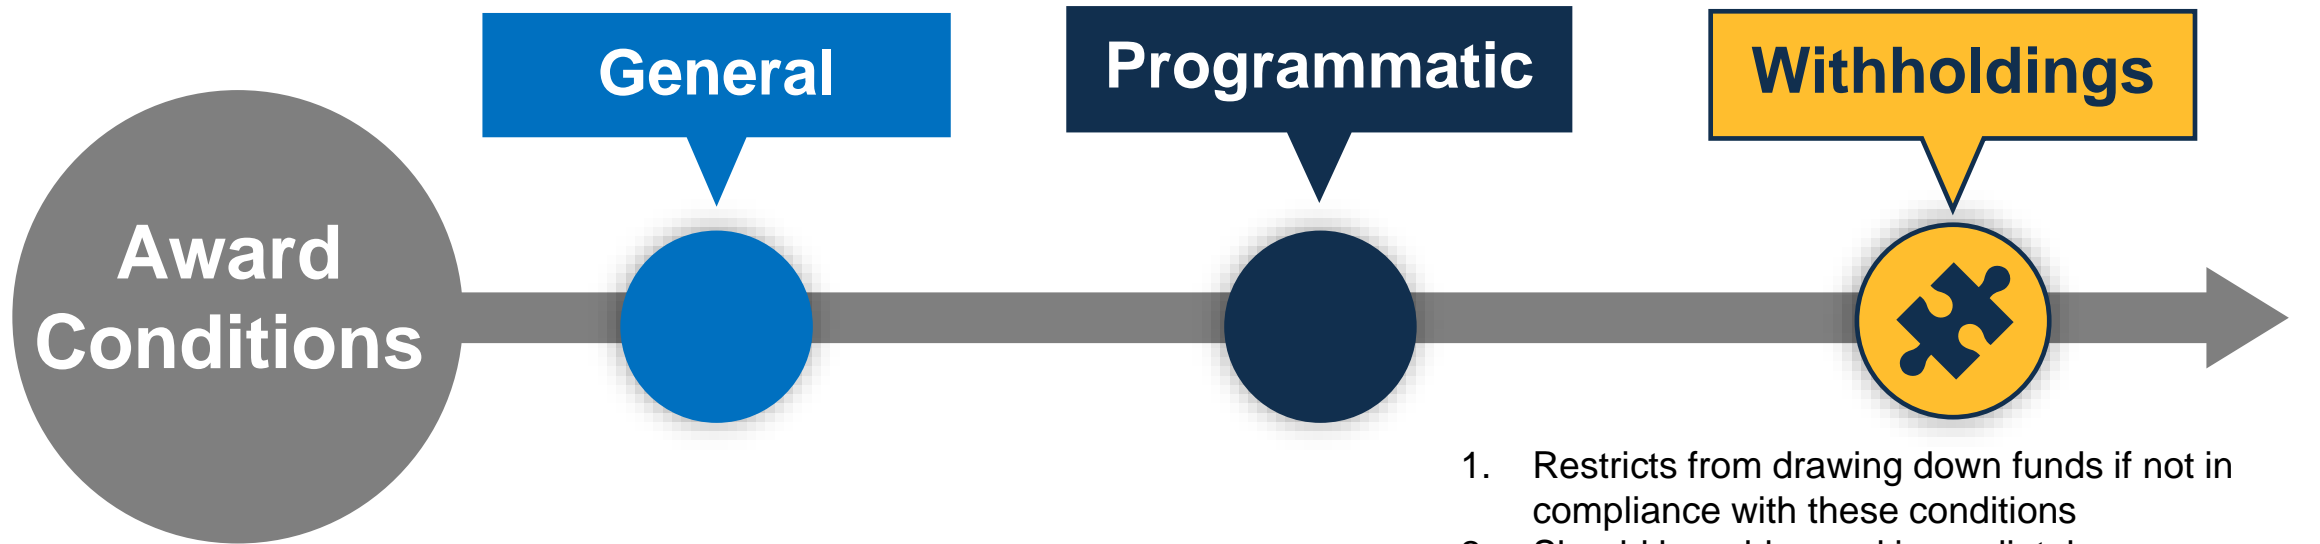 General
Programmatic
Withholdings
Award
Conditions
1. Restricts from drawing down funds if not in
compliance with these conditions